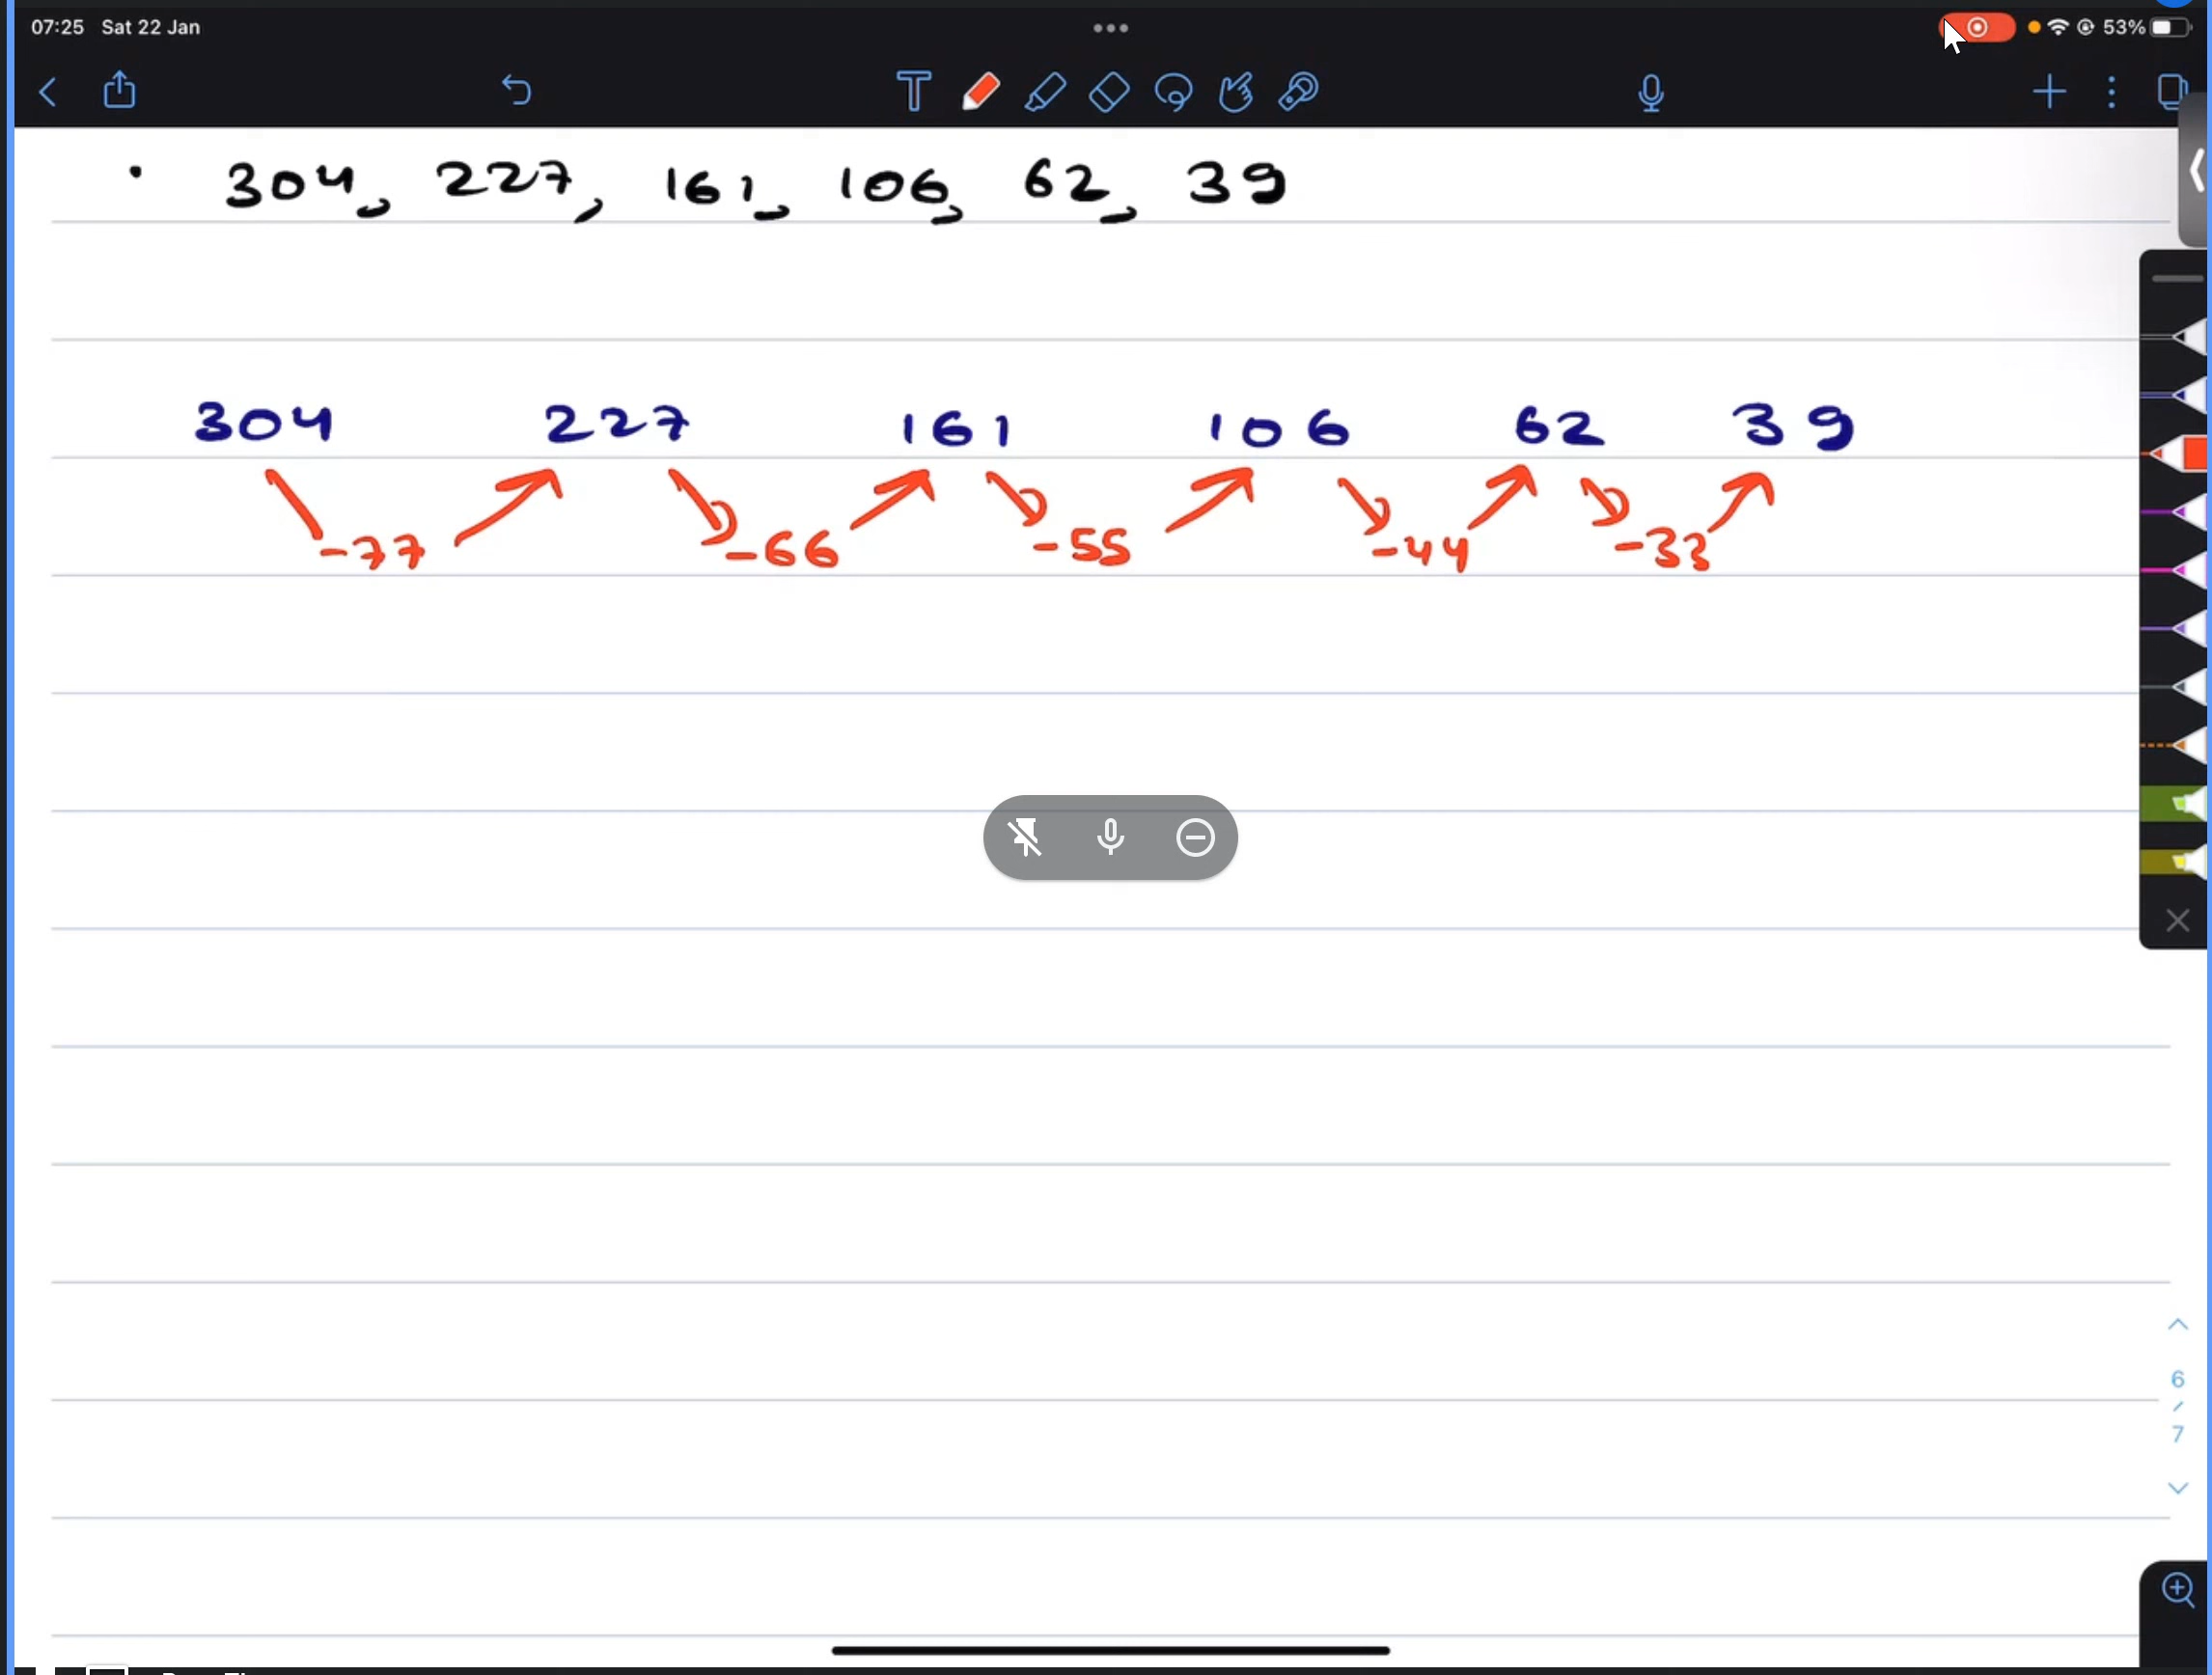 07:25 Sat 22 Jan
53%
T
• 304, 227, 161, 106, 62, 39
304 227 161 106 62 39
-77 -66 -55 -44 -33
6
/
7